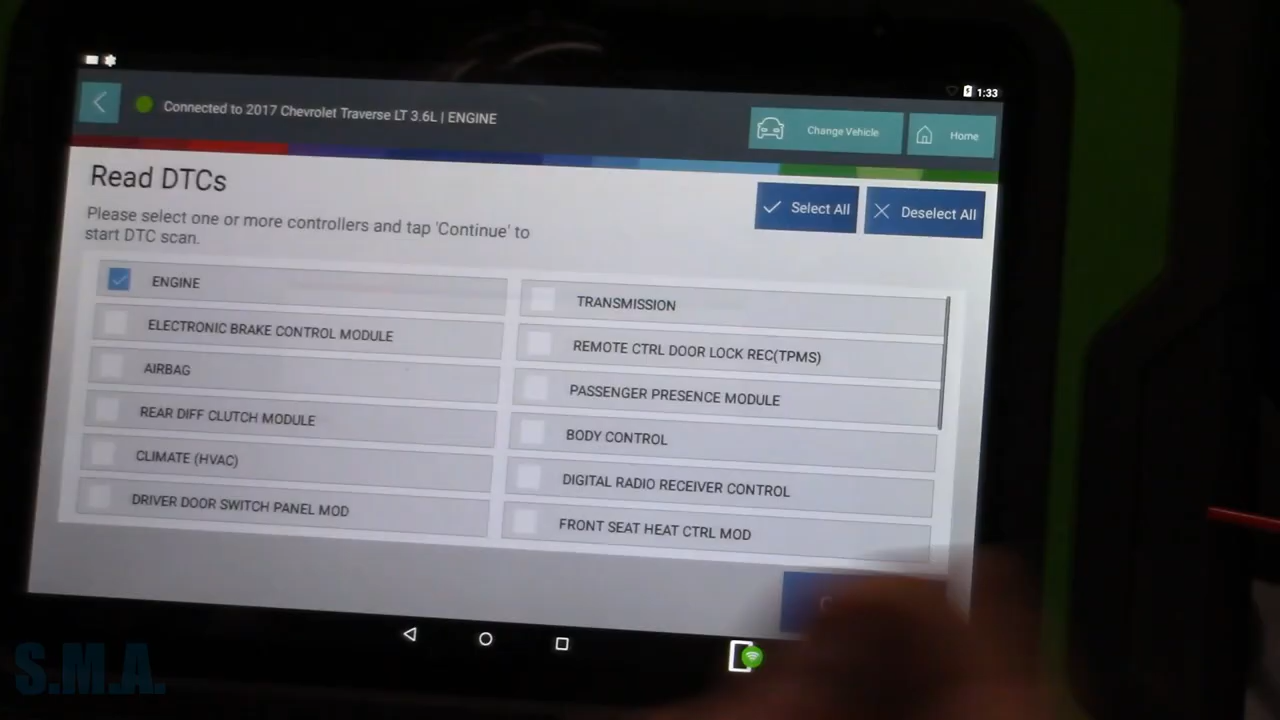 1:33
Connected to 2017 Chevrolet Traverse LT 3.6L | ENGINE
Change Vehicle
Home
Read DTCs
Select All
Deselect All
Please select one or more controllers and tap 'Continue' to
start DTC scan.
ENGINE
TRANSMISSION
ELECTRONIC BRAKE CONTROL MODULE
REMOTE CTRL DOOR LOCK REC(TPMS)
AIRBAG
PASSENGER PRESENCE MODULE
REAR DIFF CLUTCH MODULE
BODY CONTROL
CLIMATE (HVAC)
DIGITAL RADIO RECEIVER CONTROL
DRIVER DOOR SWITCH PANEL MOD
FRONT SEAT HEAT CTRL MOD
S.M.A.